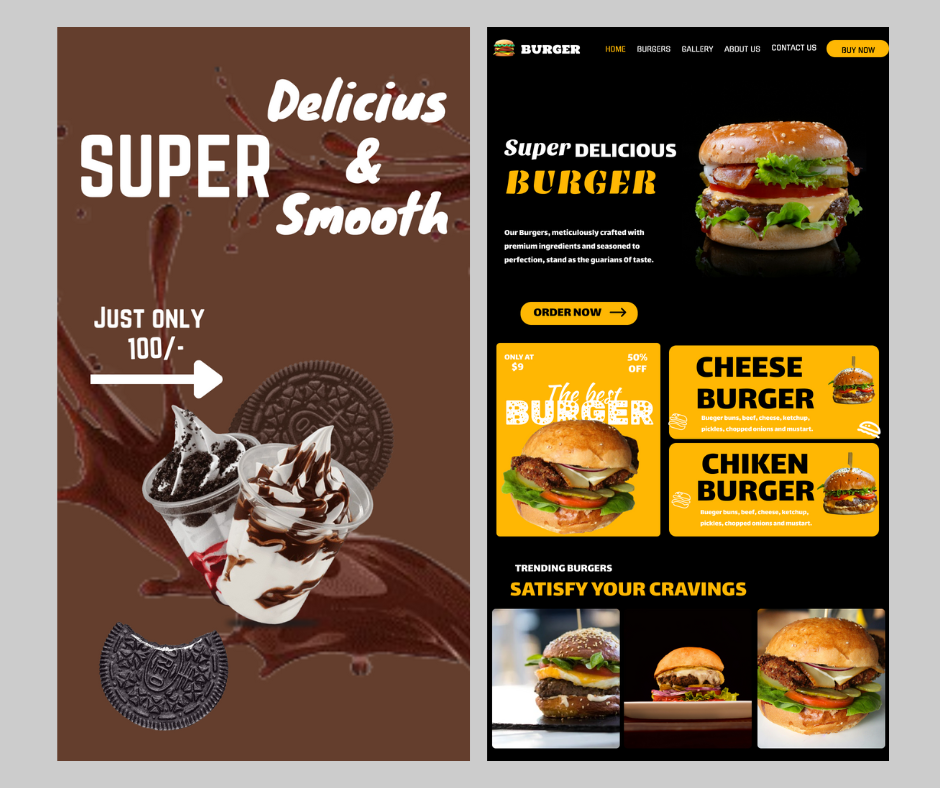 Delicius
SUPER
&
Smooth
JUST ONLY
100/-
BURGER
HOME BURGERS GALLERY ABOUT US CONTACT US BUY NOW
Super DELICIOUS
BURGER
Our Burgers, meticulously crafted with
premium ingredients and seasoned to
perfection, stand as the guarians 0f taste.
ORDER NOW
ONLY AT
$9
50%
OFF
The best
BURGER
CHEESE
BURGER
Burger buns, beef, cheese, ketchup,
pickles, chopped onions and mustart.
CHIKEN
BURGER
Burger buns, beef, cheese, ketchup,
pickles, chopped onions and mustart.
TRENDING BURGERS
SATISFY YOUR CRAVINGS